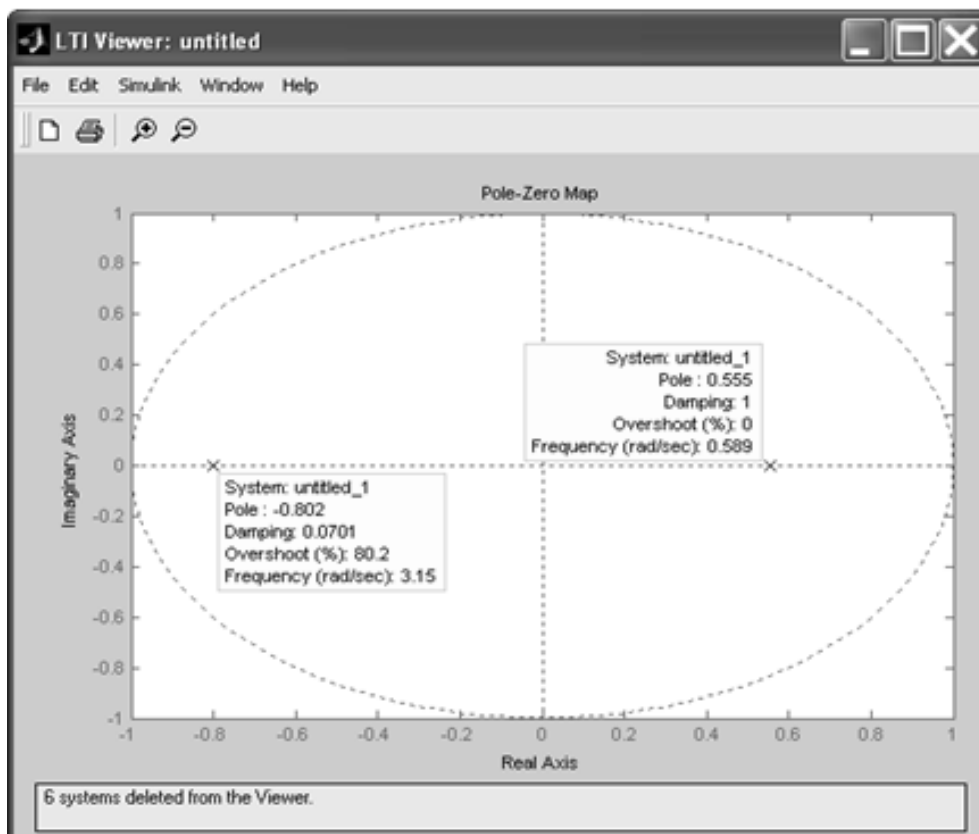 LTI Viewer: untitled
File Edit Simulink Window Help
Pole-Zero Map
1
0.8
0.6
0.4
0.2
0
-0.2
-0.4
-0.6
-0.8
-1
Imaginary Axis
System: untitled_1
Pole : 0.555
Damping: 1
Overshoot (%): 0
Frequency (rad/sec): 0.589
System: untitled_1
Pole : -0.802
Damping: 0.0701
Overshoot (%): 80.2
Frequency (rad/sec): 3.15
-1 -0.8 -0.6 -0.4 -0.2 0 0.2 0.4 0.6 0.8 1
Real Axis
6 systems deleted from the Viewer.